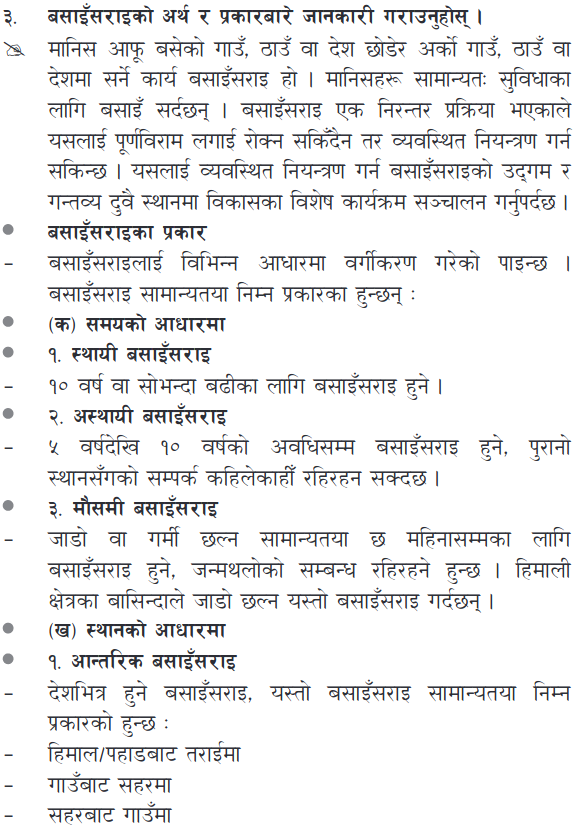 ३. बसाइँसराइको अर्थ र प्रकारबारे जानकारी गराउनुहोस् ।
मानिस आफू बसेको गाउँ, ठाउँ वा देश छोडेर अर्को गाउँ, ठाउँ वा
देशमा सर्ने कार्य बसाइँसराइ हो । मानिसहरू सामान्यतः सुविधाका
लागि बसाइँ सर्दछन् । बसाइँसराइ एक निरन्तर प्रक्रिया भएकाले
यसलाई पूर्णविराम लगाई रोक्न सकिँदैन तर व्यवस्थित नियन्त्रण गर्न
सकिन्छ । यसलाई व्यवस्थित नियन्त्रण गर्न बसाइँसराइको उद्गम र
गन्तव्य दुवै स्थानमा विकासका विशेष कार्यक्रम सञ्चालन गर्नुपर्दछ ।
● बसाइँसराइका प्रकार
– बसाइँसराइलाई विभिन्न आधारमा वर्गीकरण गरेको पाइन्छ ।
बसाइँसराइ सामान्यतया निम्न प्रकारका हुन्छन् :
● (क) समयको आधारमा
● १. स्थायी बसाइँसराइ
– १० वर्ष वा सोभन्दा बढीका लागि बसाइँसराइ हुने ।
● २. अस्थायी बसाइँसराइ
– ५ वर्षदेखि १० वर्षको अवधिसम्म बसाइँसराइ हुने, पुरानो
स्थानसँगको सम्पर्क कहिलेकाहीँ रहिरहन सक्दछ ।
● ३. मौसमी बसाइँसराइ
– जाडो वा गर्मी छल्न सामान्यतया छ महिनासम्मका लागि
बसाइँसराइ हुने, जन्मथलोको सम्बन्ध रहिरहने हुन्छ । हिमाली
क्षेत्रका बासिन्दाले जाडो छल्न यस्तो बसाइँसराइ गर्दछन् ।
● (ख) स्थानको आधारमा
● १. आन्तरिक बसाइँसराइ
– देशभित्र हुने बसाइँसराइ, यस्तो बसाइँसराइ सामान्यतया निम्न
प्रकारको हुन्छ :
– हिमाल/पहाडबाट तराईमा
– गाउँबाट सहरमा
– सहरबाट गाउँमा